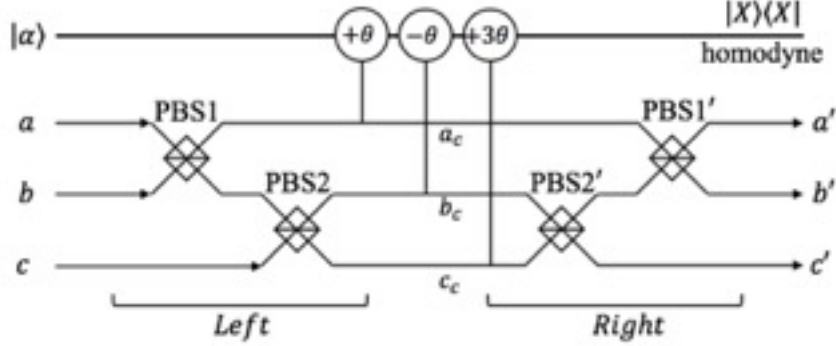 |α⟩ +θ −θ +3θ |X⟩⟨X|
homodyne
PBS1 PBS1′
a a′
a_c
PBS2 PBS2′
b b′
b_c
c c′
c_c
Left Right